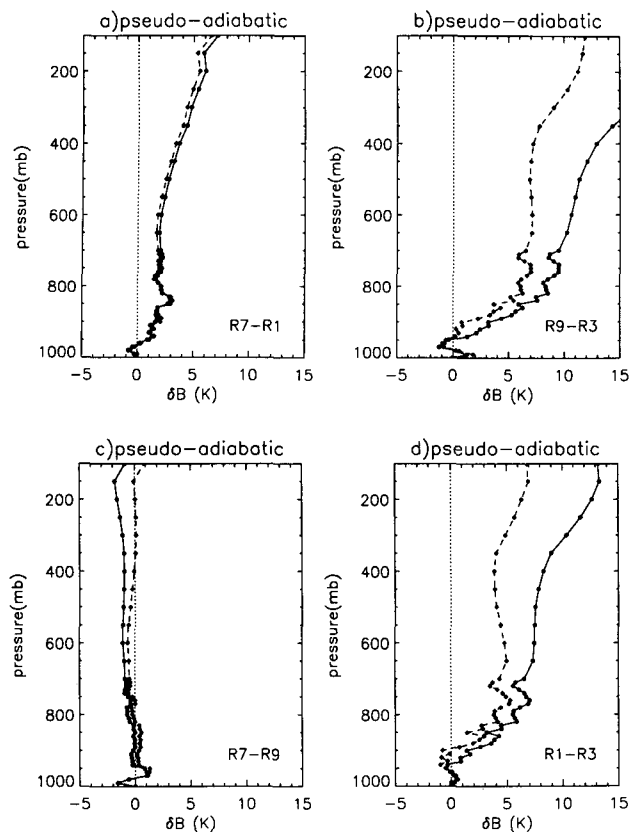 a)pseudo-adiabatic
b)pseudo-adiabatic
200
400
600
800
1000
pressure(mb)
R7-R1
-5 0 5 10 15
δB (K)
200
400
600
800
1000
pressure(mb)
R9-R3
-5 0 5 10 15
δB (K)
c)pseudo-adiabatic
d)pseudo-adiabatic
200
400
600
800
1000
pressure(mb)
R7-R9
-5 0 5 10 15
δB (K)
200
400
600
800
1000
pressure(mb)
R1-R3
-5 0 5 10 15
δB (K)